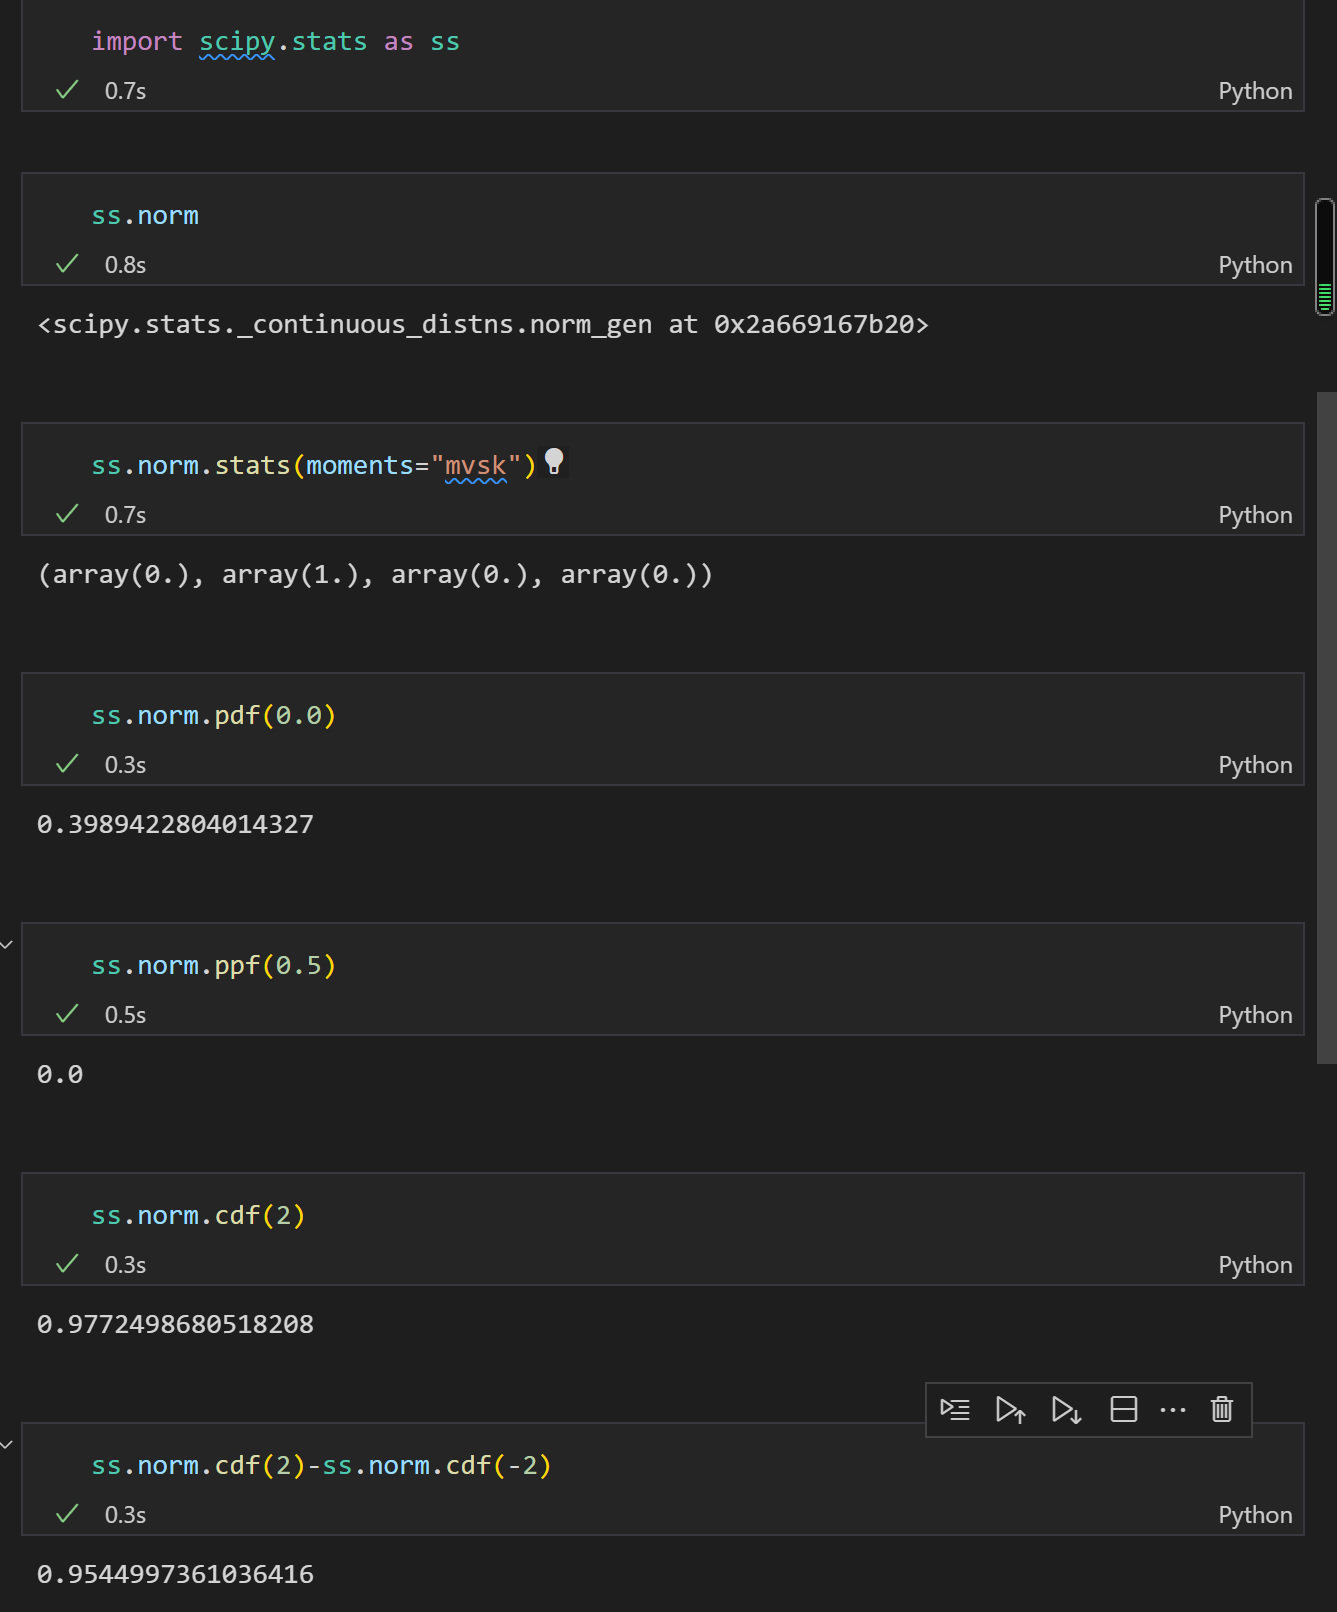 import scipy.stats as ss
0.7s
Python
ss.norm
0.8s
Python
<scipy.stats._continuous_distns.norm_gen at 0x2a669167b20>
ss.norm.stats(moments="mvsk")
0.7s
Python
(array(0.), array(1.), array(0.), array(0.))
ss.norm.pdf(0.0)
0.3s
Python
0.3989422804014327
ss.norm.ppf(0.5)
0.5s
Python
0.0
ss.norm.cdf(2)
0.3s
Python
0.9772498680518208
ss.norm.cdf(2)-ss.norm.cdf(-2)
0.3s
Python
0.9544997361036416